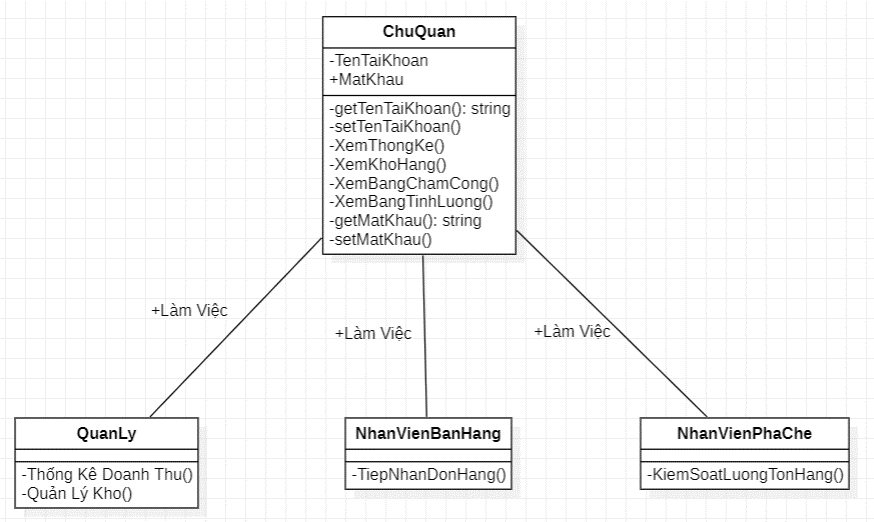 ChuQuan
-TenTaiKhoan
+MatKhau
-getTenTaiKhoan(): string
-setTenTaiKhoan()
-XemThongKe()
-XemKhoHang()
-XemBangChamCong()
-XemBangTinhLuong()
-getMatKhau(): string
-setMatKhau()
+Làm Việc
+Làm Việc
+Làm Việc
QuanLy
-Thống Kê Doanh Thu()
-Quản Lý Kho()
NhanVienBanHang
-TiepNhanDonHang()
NhanVienPhaChe
-KiemSoatLuongTonHang()